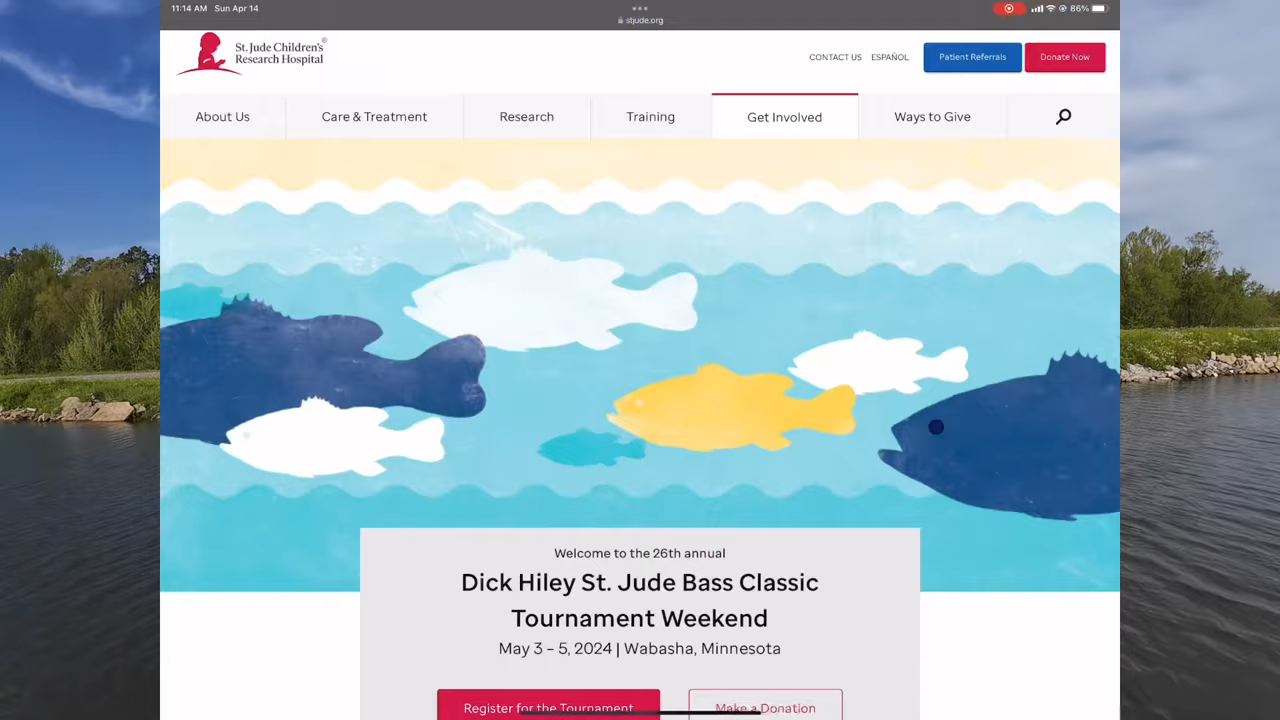 11:14 AM Sun Apr 14
stjude.org
86%
St. Jude Children's
Research Hospital®
CONTACT US
ESPAÑOL
Patient Referrals
Donate Now
About Us
Care & Treatment
Research
Training
Get Involved
Ways to Give
Welcome to the 26th annual
Dick Hiley St. Jude Bass Classic
Tournament Weekend
May 3 – 5, 2024 | Wabasha, Minnesota
Register for the Tournament
Make a Donation